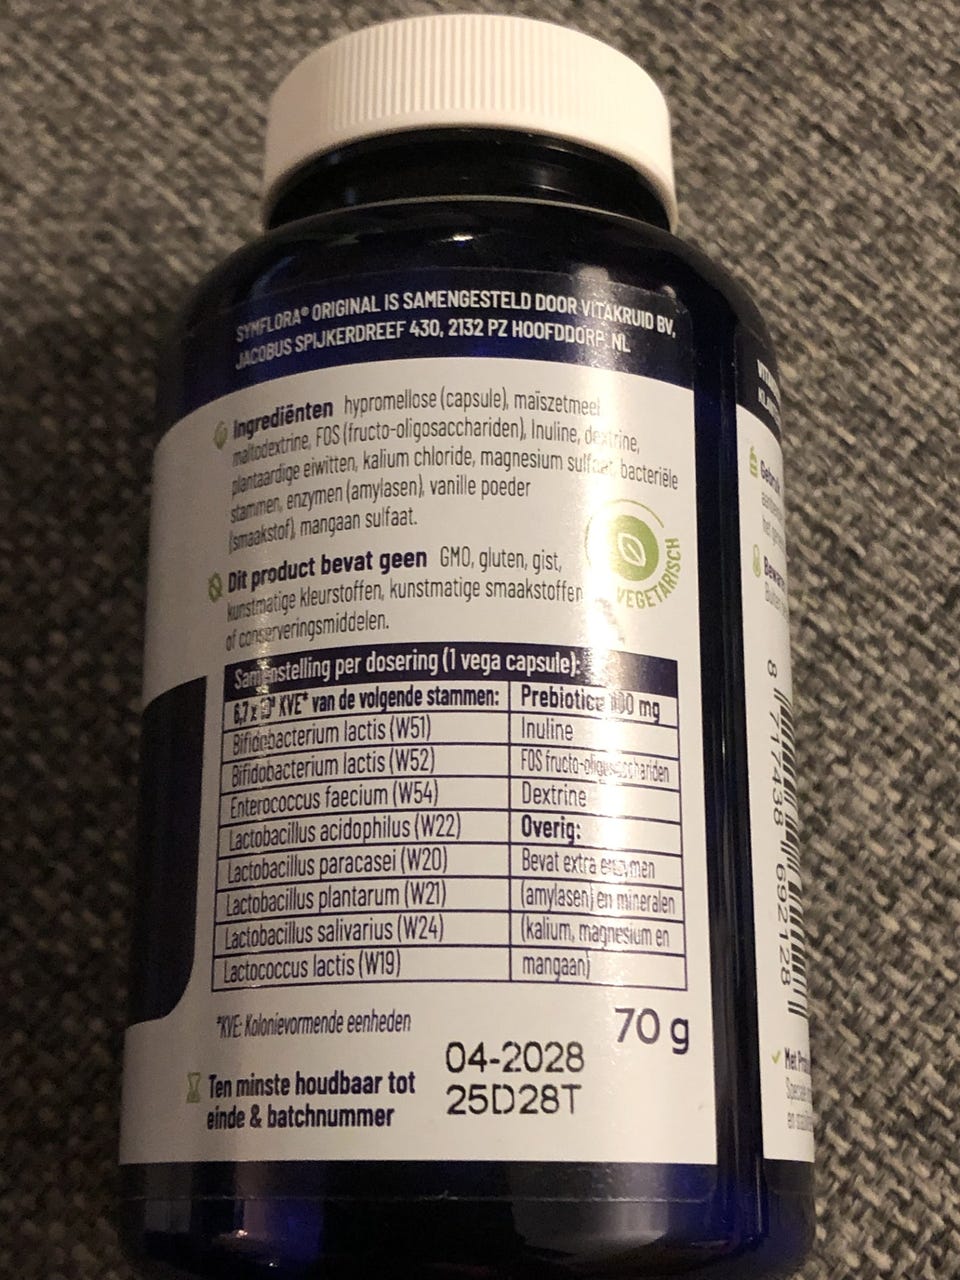 SYMFLORA® ORIGINAL IS SAMENGESTELD DOOR VITAKRUID BV,
JACOBUS SPIJKERDREEF 430, 2132 PZ HOOFDDORP. NL
Ingrediënten hypromellose (capsule), maïszetmeel
maltodextrine, FOS (fructo-oligosacchariden), Inuline, dextrine,
plantaardige eiwitten, kalium chloride, magnesium sulfaat, bacteriële
stammen, enzymen (amylasen), vanille poeder
(smaakstof), mangaan sulfaat.
VEGETARISCH
Dit product bevat geen GMO, gluten, gist,
kunstmatige kleurstoffen, kunstmatige smaakstoffen
of conserveringsmiddelen.
Samenstelling per dosering (1 vega capsule):
6,7 x KVE* van de volgende stammen: Prebiotica mg
Bifidobacterium lactis (W51) Inuline
Bifidobacterium lactis (W52) FOS fructo-oligosacchariden
Enterococcus faecium (W54) Dextrine
Lactobacillus acidophilus (W22) Overig:
Lactobacillus paracasei (W20) Bevat extra enzymen
Lactobacillus plantarum (W21) (amylasen) en mineralen
Lactobacillus salivarius (W24) (kalium, magnesium en
Lactococcus lactis (W19) mangaan)
*KVE: Kolonievormende eenheden
70 g
Ten minste houdbaar tot
einde & batchnummer
04-2028
25D28T
8 717438 692128